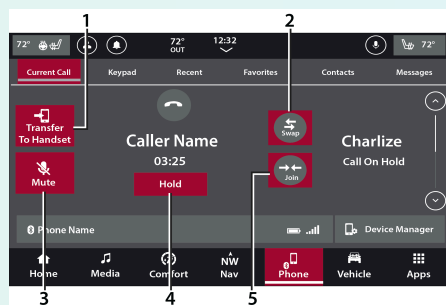 1
2
72°
72°
OUT
12:32
72°
Current Call
Keypad
Recent
Favorites
Contacts
Messages
Transfer
To Handset
Mute
Caller Name
03:25
Hold
Swap
Join
Charlize
Call On Hold
Phone Name
Device Manager
Home
Media
Comfort
NW
Nav
Phone
Vehicle
Apps
3
4
5